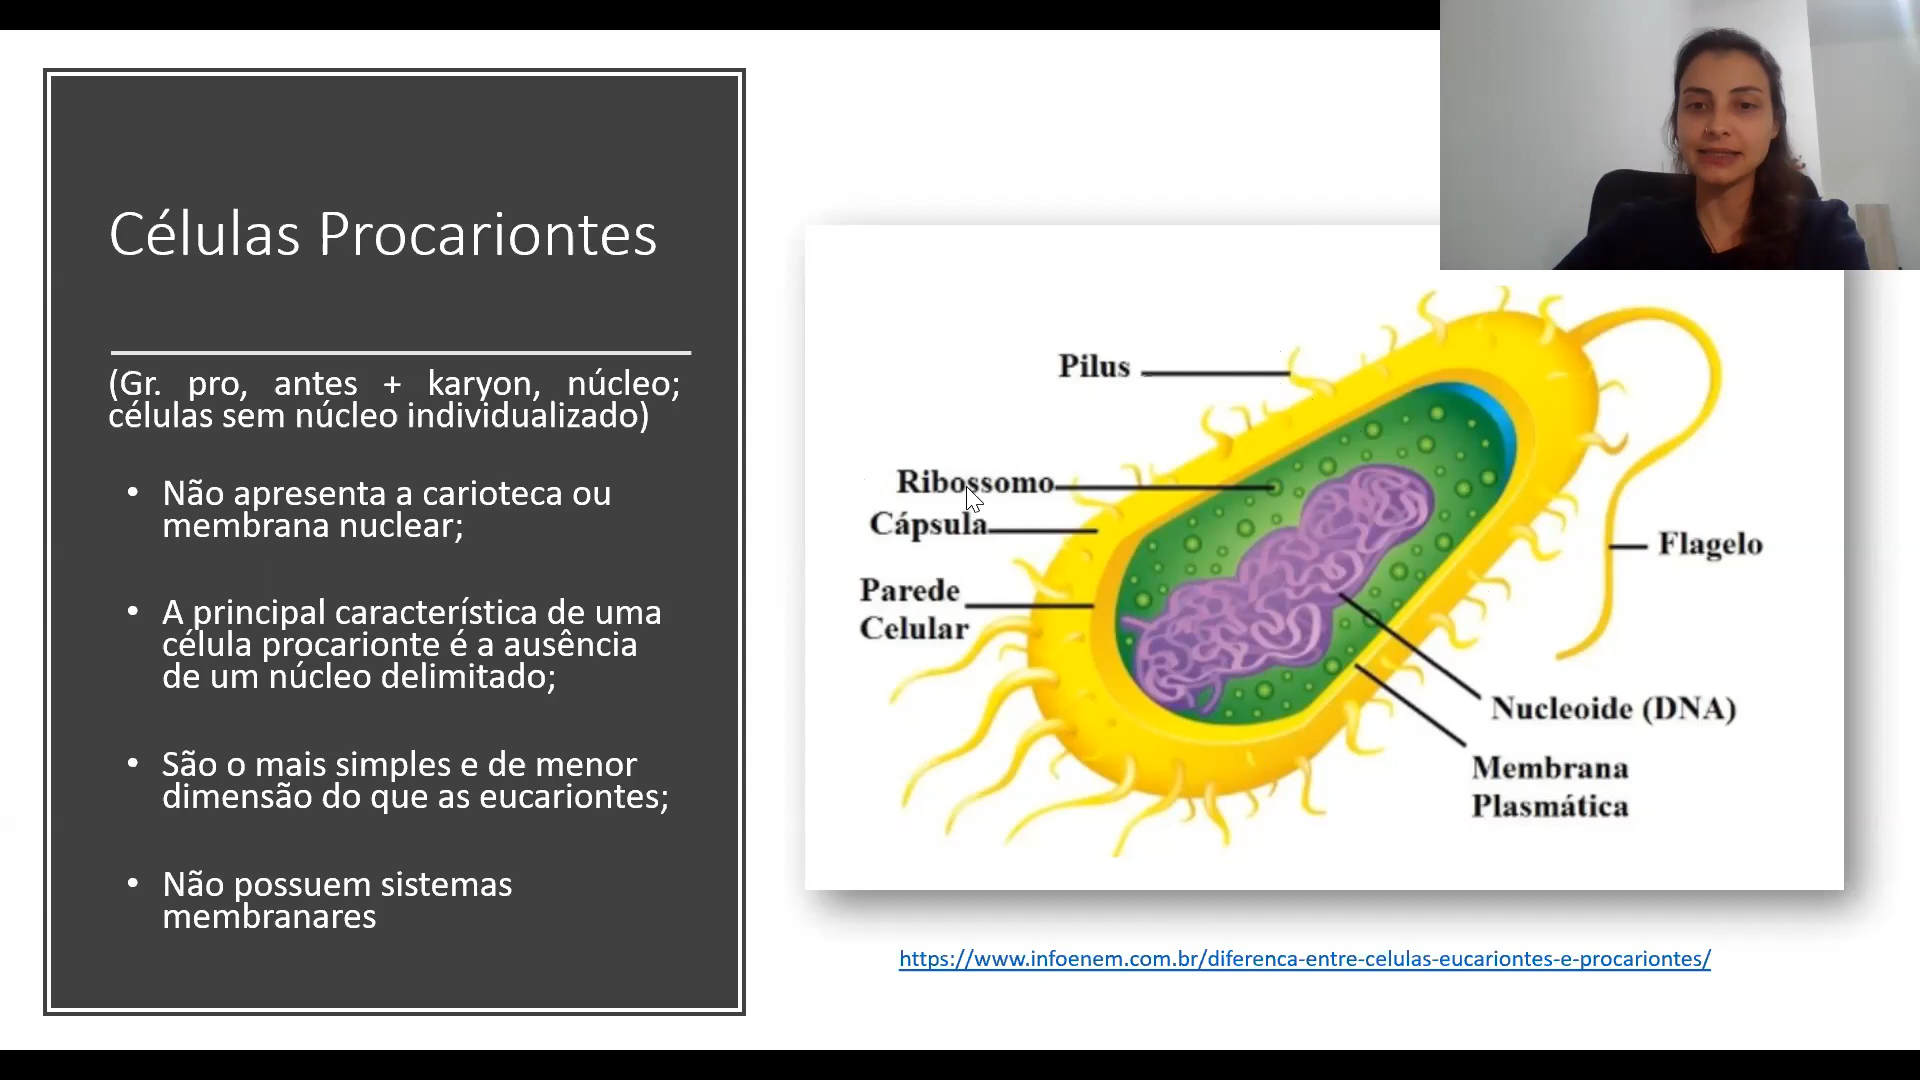 Células Procariontes
(Gr. pro, antes + karyon, núcleo;
células sem núcleo individualizado)
• Não apresenta a carioteca ou
membrana nuclear;
• A principal característica de uma
célula procarionte é a ausência
de um núcleo delimitado;
• São o mais simples e de menor
dimensão do que as eucariontes;
• Não possuem sistemas
membranares
Pilus
Ribossomo
Cápsula
Parede
Celular
Flagelo
Nucleoide (DNA)
Membrana
Plasmática
https://www.infoenem.com.br/diferenca-entre-celulas-eucariontes-e-procariontes/